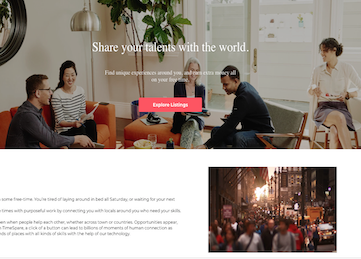 Share your talents with the world.
Find unique experiences around you, and earn extra money all
on your free time.
Explore Listings
some free-time. You're tired of laying around in bed all Saturday, or waiting for your next
times with purposeful work by connecting you with locals around you who need your skills.
when people help each other, whether across town or countries. Opportunities appear,
TimeSpace, a click of a button can lead to billions of moments of human connection
of places with all kinds of skills with the help of our technology.